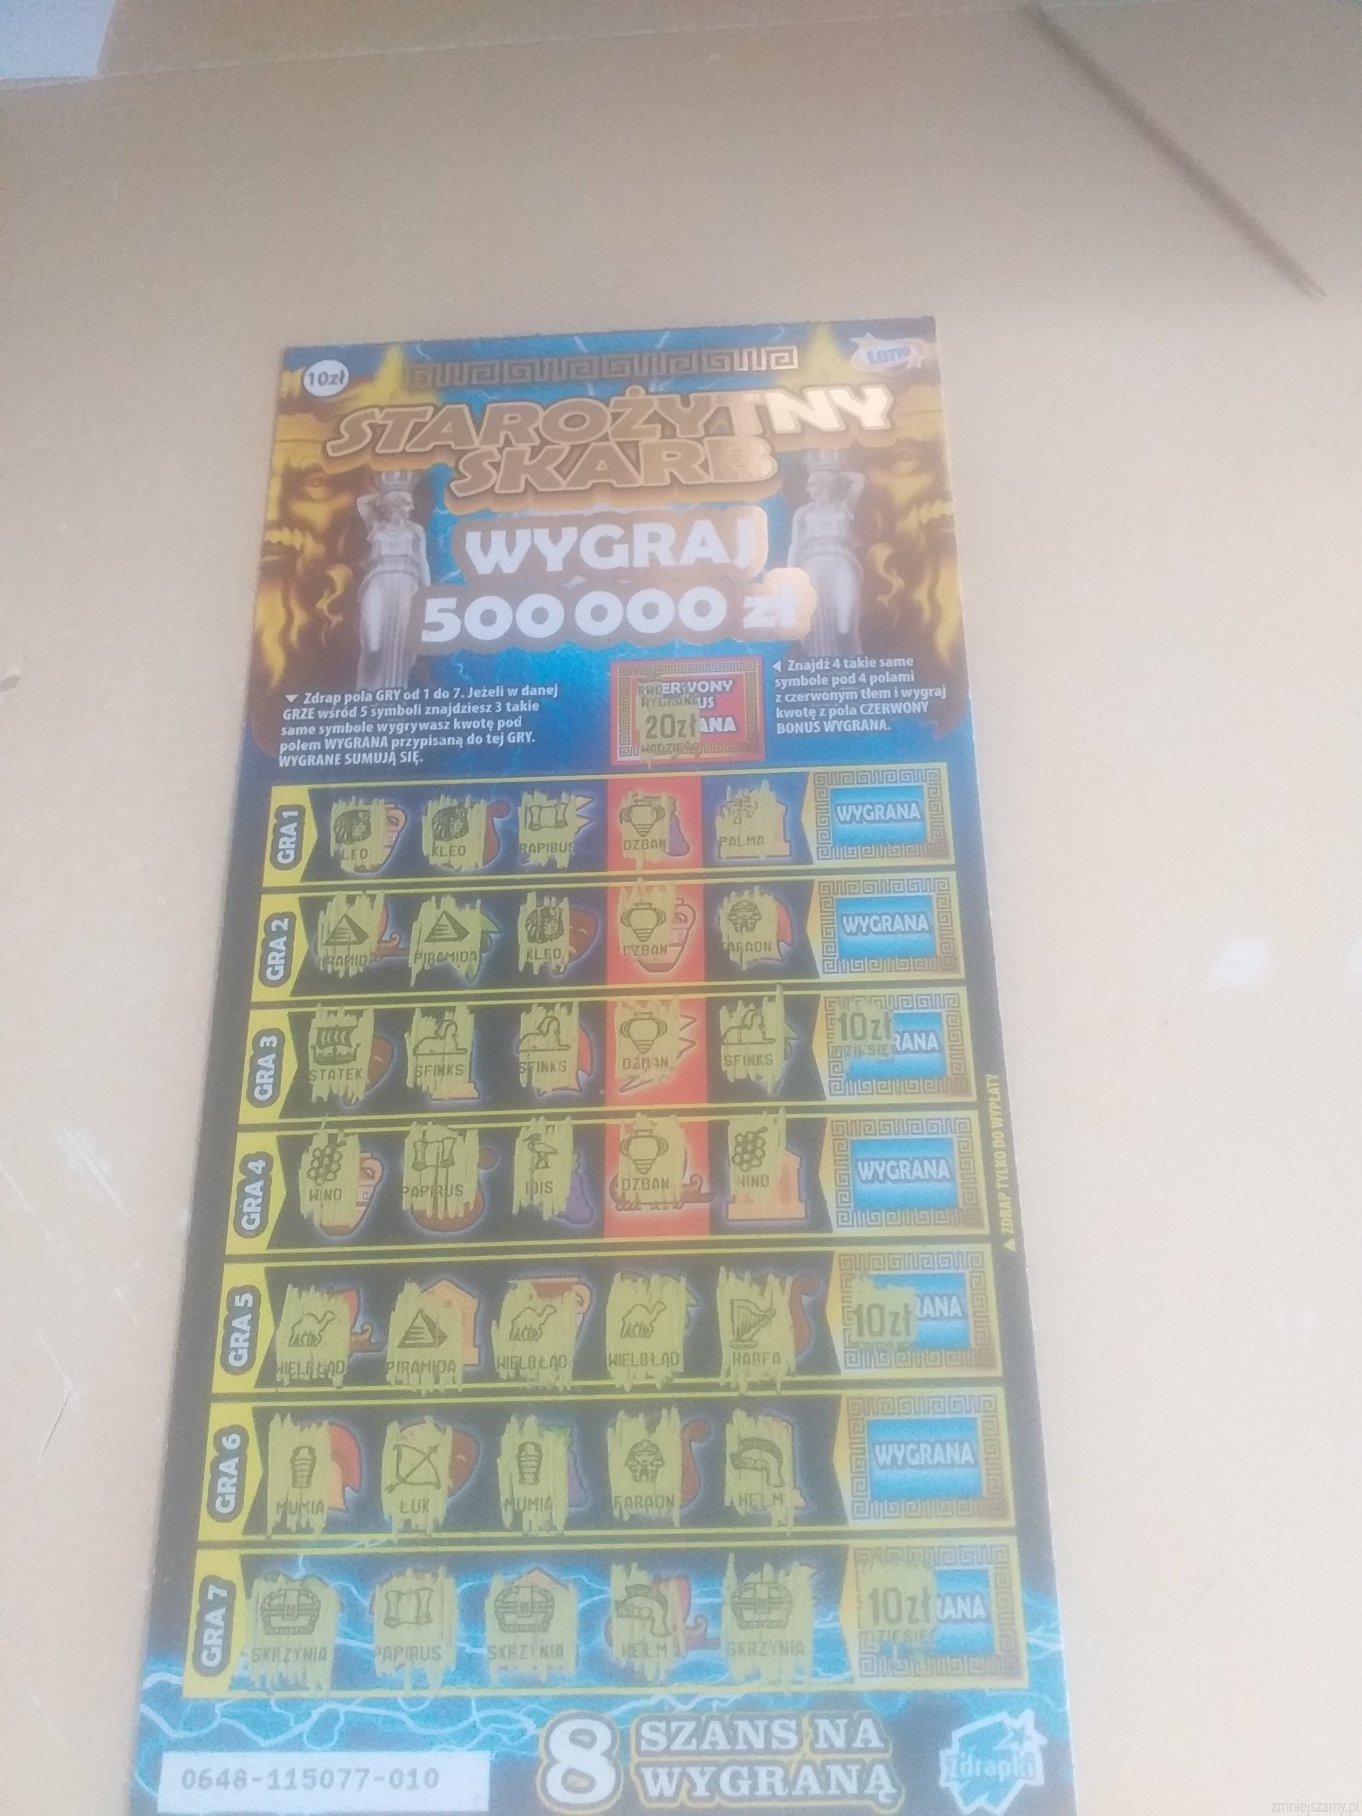 10zł
LOTTO
STAROŻYTNY
SKARB
WYGRAJ
500 000 zł
▼ Zdrap pola GRY od 1 do 7. Jeżeli w danej
GRZE wśród 5 symboli znajdziesz 3 takie
same symbole wygrywasz kwotę pod
polem WYGRANA przypisaną do tej GRY.
WYGRANE SUMUJĄ SIĘ.
20zł
◀ Znajdź 4 takie same
symbole pod 4 polami
z czerwonym tłem i wygraj
kwotę z pola CZERWONY
BONUS WYGRANA.
GRA 1
KLEO
DZBAN
PALMA
WYGRANA
GRA 2
PIRAMIDA
KLEO
DZBAN
WYGRANA
GRA 3
STATEK
SFINKS
SFINKS
DZBAN
SFINKS
10zł
GRA 4
WINO
PAPIRUS
IBIS
DZBAN
WINO
WYGRANA
▲ ZDRAP TYLKO DO WYPŁATY
GRA 5
WIELBŁĄD
PIRAMIDA
WIELBŁĄD
WIELBŁĄD
HARFA
10zł
GRA 6
MUMIA
ŁUK
MUMIA
FARAON
HEŁM
WYGRANA
GRA 7
SKRZYNIA
PAPIRUS
SKRZYNIA
HEŁM
SKRZYNIA
10zł
8 SZANS NA
WYGRANĄ
zdrapki
0648-115077-010
zmniejszamy.pl